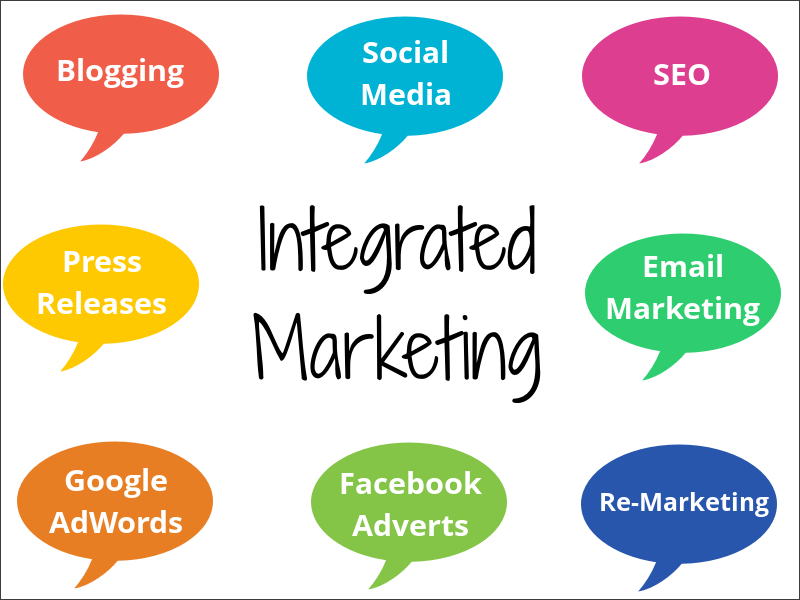 Blogging
Social
Media
SEO
Integrated
Marketing
Press
Releases
Email
Marketing
Google
AdWords
Facebook
Adverts
Re-Marketing